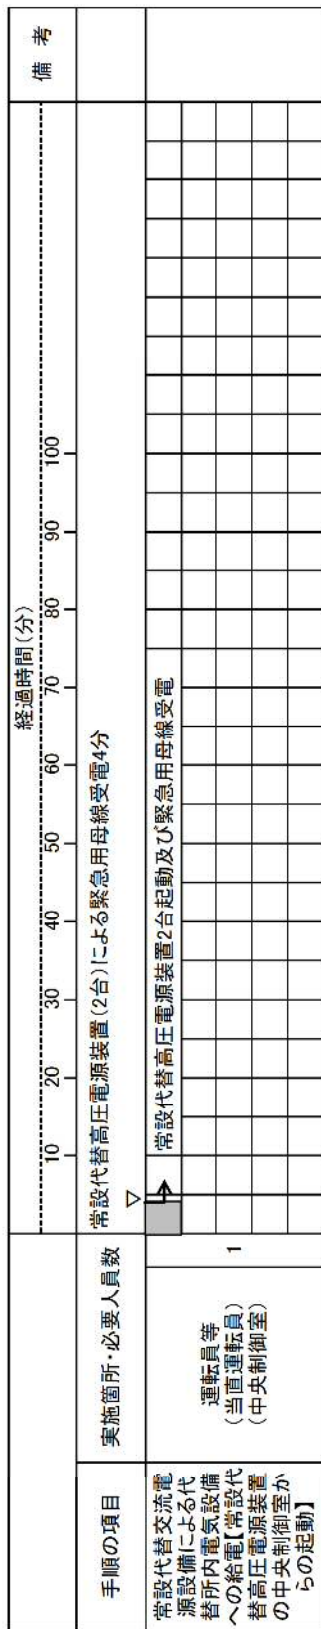 経過時間(分)
備考
10 20 30 40 50 60 70 80 90 100
手順の項目
実施箇所・必要人員数
常設代替高圧電源装置(2台)による緊急用母線受電4分
▽
常設代替交流電
源設備による代
替所内電気設備
への給電【常設代
替高圧電源装置
の中央制御室か
らの起動】
運転員等
(当直運転員)
(中央制御室)
1
常設代替高圧電源装置2台起動及び緊急用母線受電